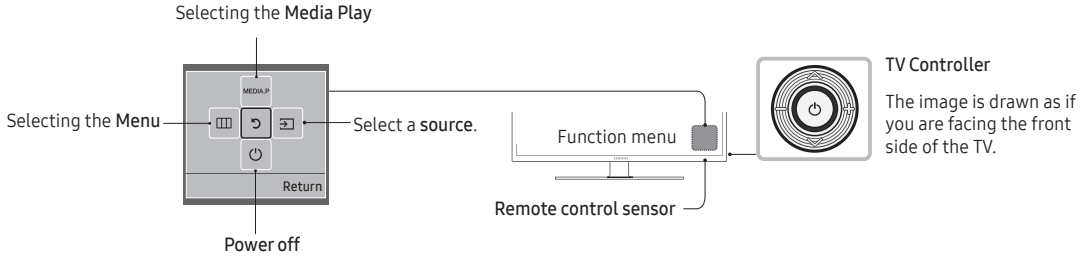 Selecting the Media Play
MEDIA.P
Selecting the Menu
Select a source.
Return
Power off
Function menu
SAMSUNG
Remote control sensor
TV Controller
The image is drawn as if
you are facing the front
side of the TV.